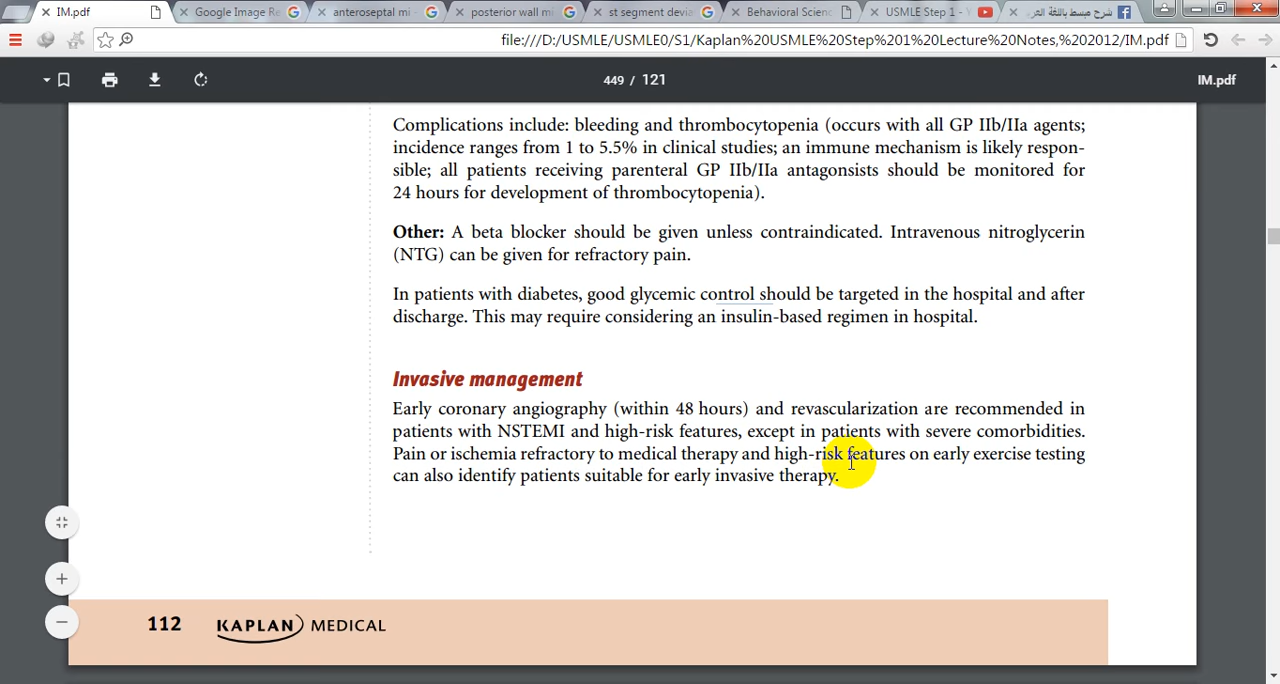 IM.pdf
Google Image Re
anteroseptal mi -
posterior wall mi
st segment devia
Behavioral Scienc
USMLE Step 1 -
شرح مبسط باللغة التر
file:///D:/USMLE/USMLE0/S1/Kaplan%20USMLE%20Step%201%20Lecture%20Notes,%202012/IM.pdf
449 / 121
IM.pdf
Complications include: bleeding and thrombocytopenia (occurs with all GP IIb/IIa agents;
incidence ranges from 1 to 5.5% in clinical studies; an immune mechanism is likely respon-
sible; all patients receiving parenteral GP IIb/IIa antagonists should be monitored for
24 hours for development of thrombocytopenia).
Other: A beta blocker should be given unless contraindicated. Intravenous nitroglycerin
(NTG) can be given for refractory pain.
In patients with diabetes, good glycemic control should be targeted in the hospital and after
discharge. This may require considering an insulin-based regimen in hospital.
Invasive management
Early coronary angiography (within 48 hours) and revascularization are recommended in
patients with NSTEMI and high-risk features, except in patients with severe comorbidities.
Pain or ischemia refractory to medical therapy and high-risk features on early exercise testing
can also identify patients suitable for early invasive therapy.
112 KAPLAN MEDICAL